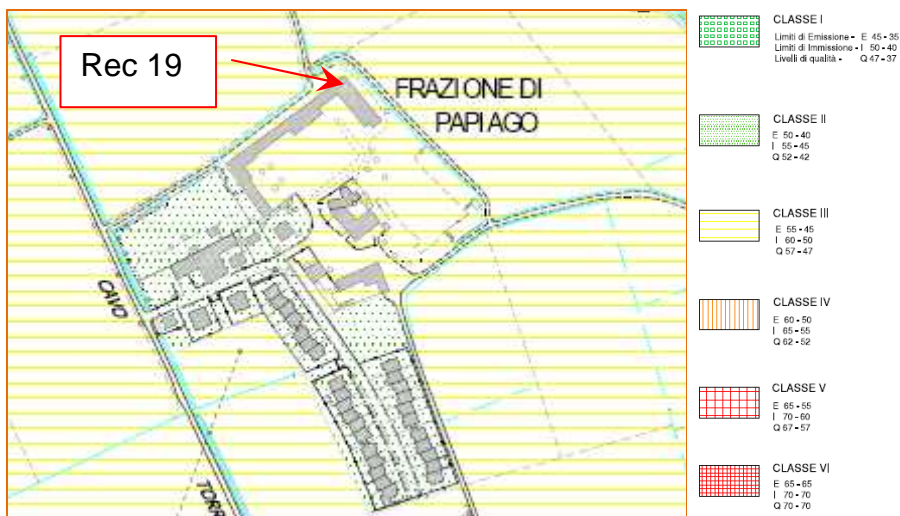 Rec 19
FRAZIONE DI
PAPIAGO
CAVO
TORR
CLASSE I
Limiti di Emissione - E 45 - 35
Limiti di Immissione - I 50 - 40
Livelli di qualità - Q 47 - 37
CLASSE II
E 50 - 40
I 55 - 45
Q 52 - 42
CLASSE III
E 55 - 45
I 60 - 50
Q 57 - 47
CLASSE IV
E 60 - 50
I 65 - 55
Q 62 - 52
CLASSE V
E 65 - 55
I 70 - 60
Q 67 - 57
CLASSE VI
E 65 - 65
I 70 - 70
Q 70 - 70